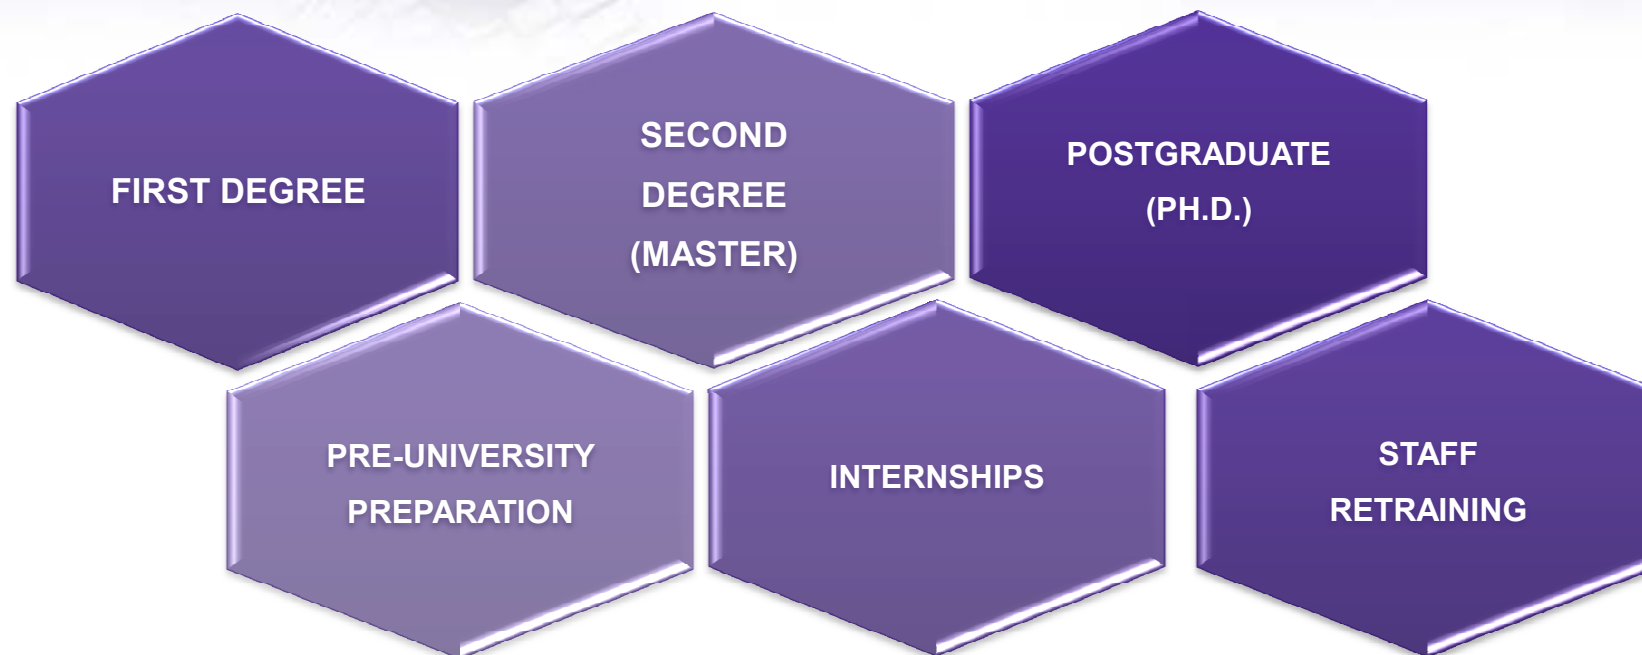 FIRST DEGREE
SECOND
DEGREE
(MASTER)
POSTGRADUATE
(PH.D.)
PRE-UNIVERSITY
PREPARATION
INTERNSHIPS
STAFF
RETRAINING